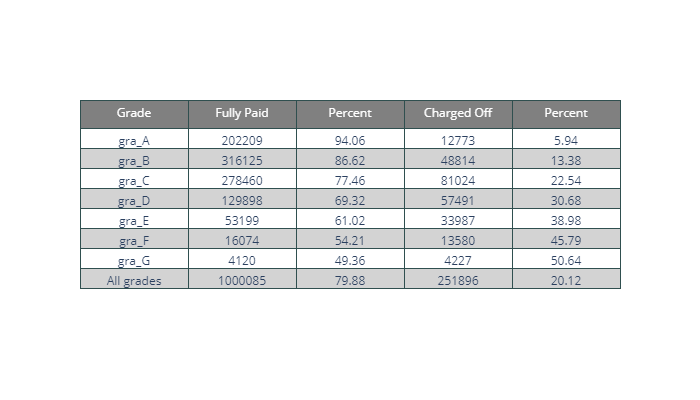 Grade Fully Paid Percent Charged Off Percent
gra_A 202209 94.06 12773 5.94
gra_B 316125 86.62 48814 13.38
gra_C 278460 77.46 81024 22.54
gra_D 129898 69.32 57491 30.68
gra_E 53199 61.02 33987 38.98
gra_F 16074 54.21 13580 45.79
gra_G 4120 49.36 4227 50.64
All grades 1000085 79.88 251896 20.12